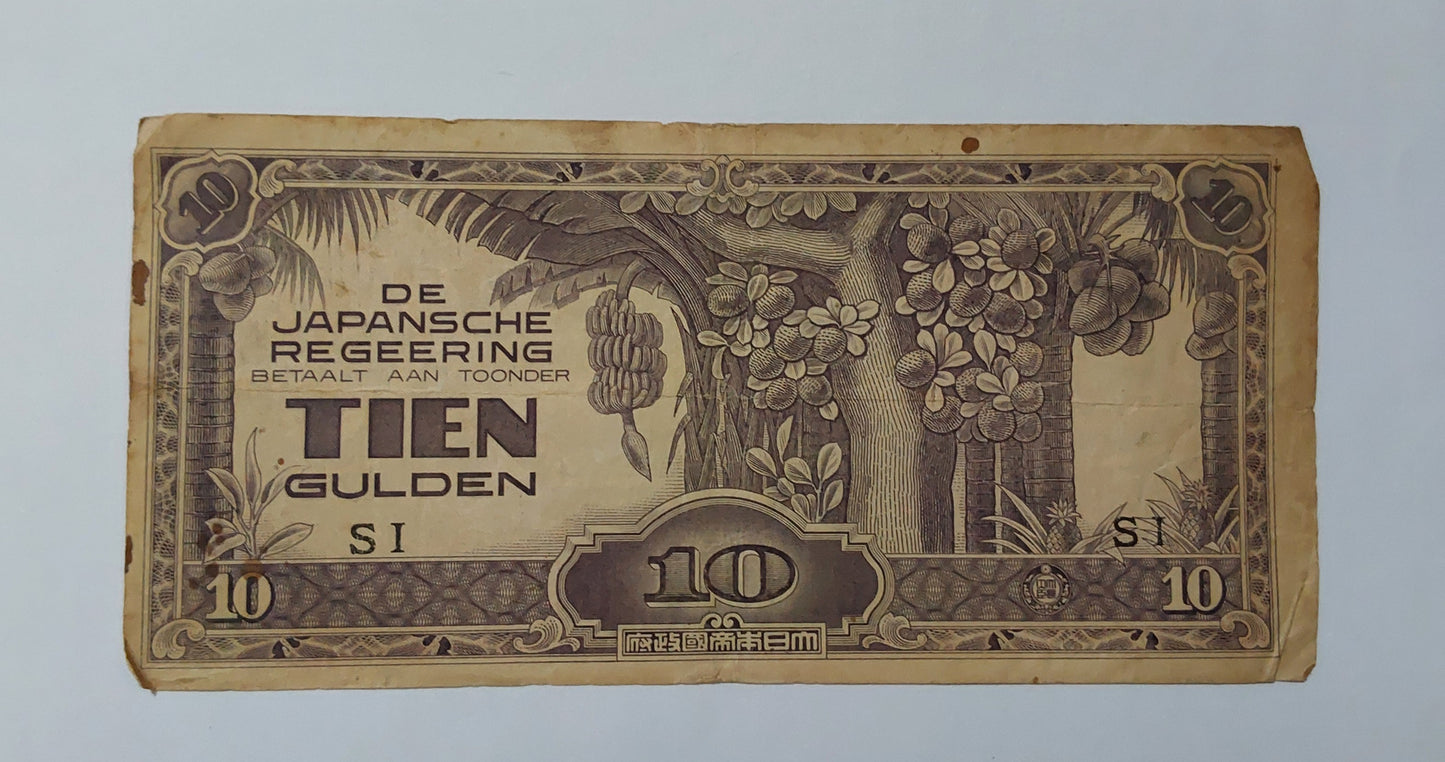 10
10
DE
JAPANSCHE
REGEERING
BETAALT AAN TOONDER
TIEN
GULDEN
SI
SI
10
10
10
大日本帝國政府